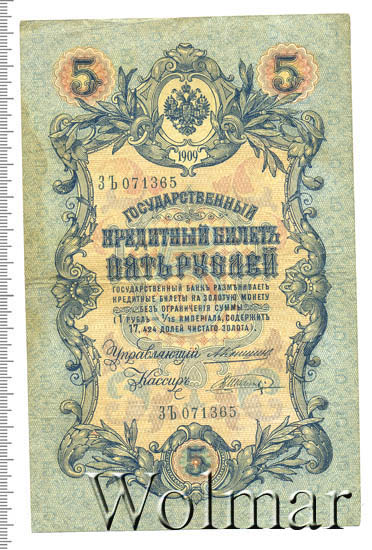 5 5
1909
ЗЪ 071365
ГОСУДАРСТВЕННЫЙ
КРЕДИТНЫЙ БИЛЕТЪ
ПЯТЬ РУБЛЕЙ
ГОСУДАРСТВЕННЫЙ БАНКЪ РАЗМѢНИВАЕТЪ
КРЕДИТНЫЕ БИЛЕТЫ НА ЗОЛОТУЮ МОНЕТУ
БЕЗЪ ОГРАНИЧЕНІЯ СУММЫ
(1 РУБЛЬ = 1/15 ИМПЕРІАЛА, СОДЕРЖИТЪ
17,424 ДОЛЕЙ ЧИСТАГО ЗОЛОТА).
Управляющій
Кассиръ
ЗЪ 071365
5
Wolmar